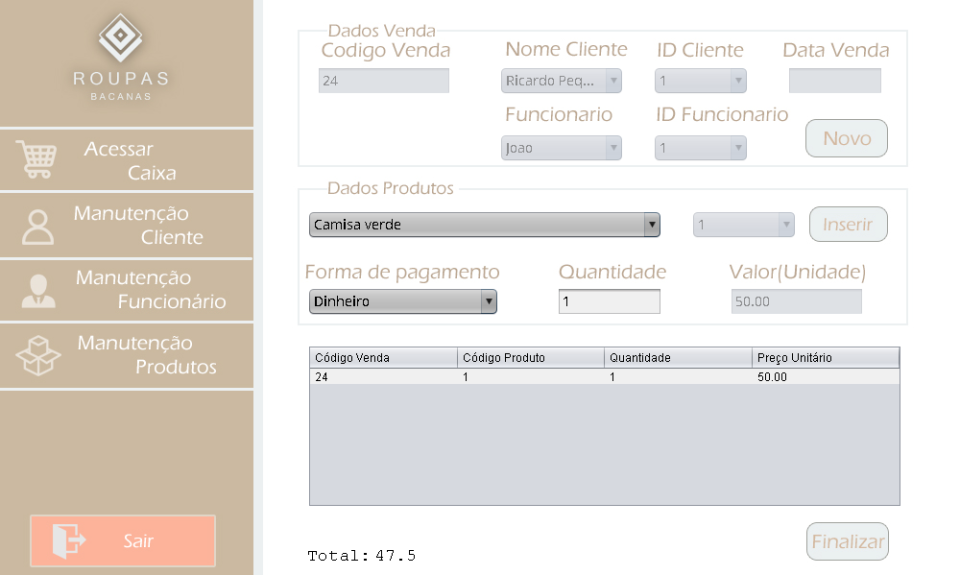 ROUPAS
BACANAS
Acessar
Caixa
Manutenção
Cliente
Manutenção
Funcionário
Manutenção
Produtos
Sair
Dados Venda
Codigo Venda Nome Cliente ID Cliente Data Venda
24 Ricardo Peq... 1
Funcionario ID Funcionario
Joao 1 Novo
Dados Produtos
Camisa verde 1 Inserir
Forma de pagamento Quantidade Valor(Unidade)
Dinheiro 1 50.00
Código Venda Código Produto Quantidade Preço Unitário
24 1 1 50.00
Total: 47.5 Finalizar